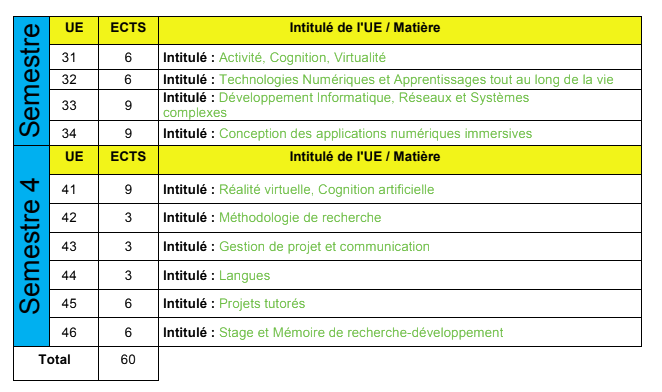 Semestre
UE ECTS Intitulé de l'UE / Matière
31 6 Intitulé : Activité, Cognition, Virtualité
32 6 Intitulé : Technologies Numériques et Apprentissages tout au long de la vie
33 9 Intitulé : Développement Informatique, Réseaux et Systèmes
complexes
34 9 Intitulé : Conception des applications numériques immersives
Semestre 4
UE ECTS Intitulé de l'UE / Matière
41 9 Intitulé : Réalité virtuelle, Cognition artificielle
42 3 Intitulé : Méthodologie de recherche
43 3 Intitulé : Gestion de projet et communication
44 3 Intitulé : Langues
45 6 Intitulé : Projets tutorés
46 6 Intitulé : Stage et Mémoire de recherche-développement
Total 60